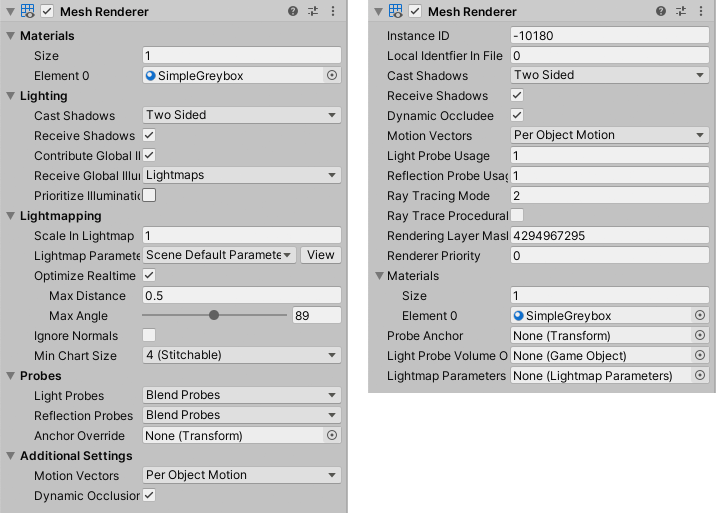 Mesh Renderer
Materials
Size 1
Element 0 SimpleGreybox
Lighting
Cast Shadows Two Sided
Receive Shadows
Contribute Global Il
Receive Global Illur Lightmaps
Prioritize Illuminatic
Lightmapping
Scale In Lightmap 1
Lightmap Paramete Scene Default Paramete View
Optimize Realtime
Max Distance 0.5
Max Angle 89
Ignore Normals
Min Chart Size 4 (Stitchable)
Probes
Light Probes Blend Probes
Reflection Probes Blend Probes
Anchor Override None (Transform)
Additional Settings
Motion Vectors Per Object Motion
Dynamic Occlusior
Mesh Renderer
Instance ID -10180
Local Identfier In File 0
Cast Shadows Two Sided
Receive Shadows
Dynamic Occludee
Motion Vectors Per Object Motion
Light Probe Usage 1
Reflection Probe Usag 1
Ray Tracing Mode 2
Ray Trace Procedural
Rendering Layer Mask 4294967295
Renderer Priority 0
Materials
Size 1
Element 0 SimpleGreybox
Probe Anchor None (Transform)
Light Probe Volume O None (Game Object)
Lightmap Parameters None (Lightmap Parameters)